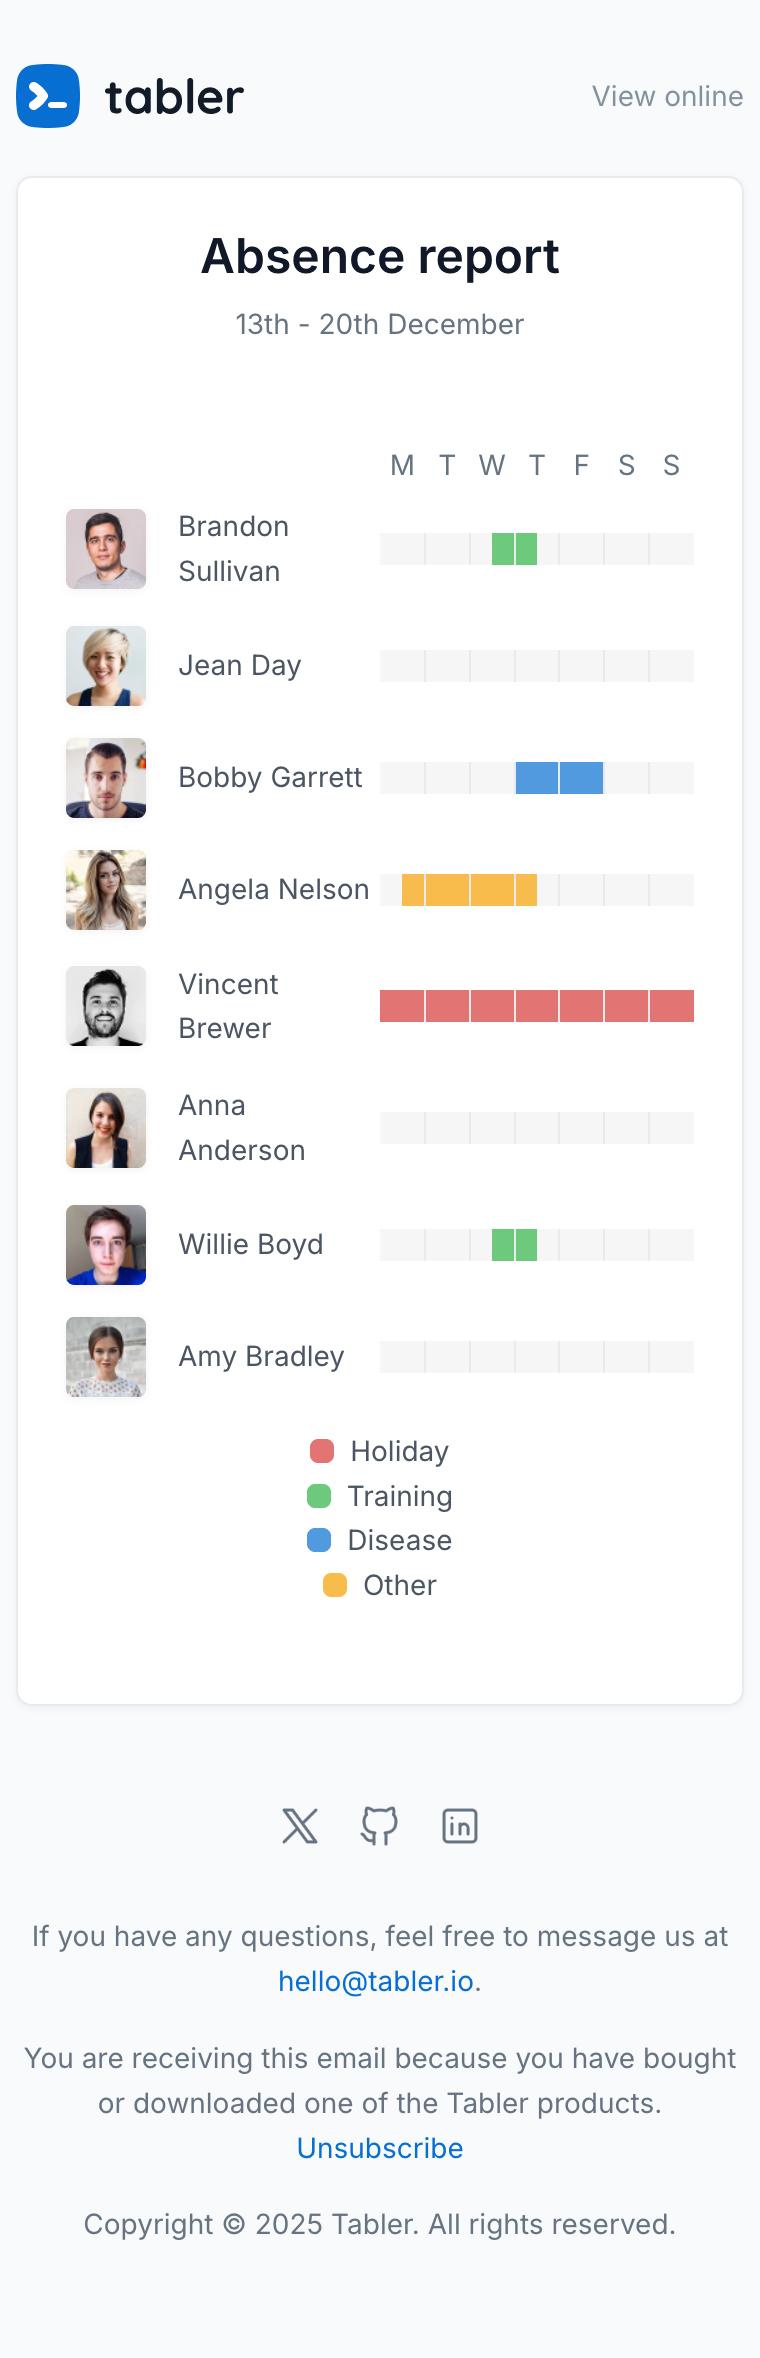 tabler
View online
Absence report
13th - 20th December
M T W T F S S
Brandon
Sullivan
Jean Day
Bobby Garrett
Angela Nelson
Vincent
Brewer
Anna
Anderson
Willie Boyd
Amy Bradley
Holiday
Training
Disease
Other
If you have any questions, feel free to message us at
hello@tabler.io.
You are receiving this email because you have bought
or downloaded one of the Tabler products.
Unsubscribe
Copyright © 2025 Tabler. All rights reserved.